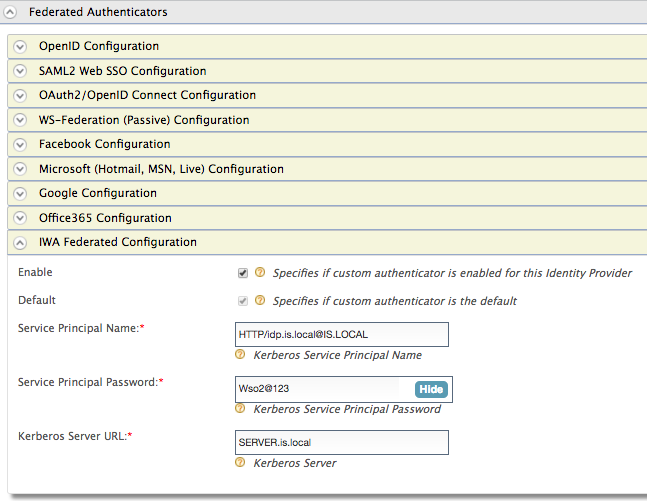 Federated Authenticators
OpenID Configuration
SAML2 Web SSO Configuration
OAuth2/OpenID Connect Configuration
WS-Federation (Passive) Configuration
Facebook Configuration
Microsoft (Hotmail, MSN, Live) Configuration
Google Configuration
Office365 Configuration
IWA Federated Configuration
Enable ? Specifies if custom authenticator is enabled for this Identity Provider
Default ? Specifies if custom authenticator is the default
Service Principal Name:* HTTP/idp.is.local@IS.LOCAL
? Kerberos Service Principal Name
Service Principal Password:* Wso2@123 Hide
? Kerberos Service Principal Password
Kerberos Server URL:* SERVER.is.local
? Kerberos Server